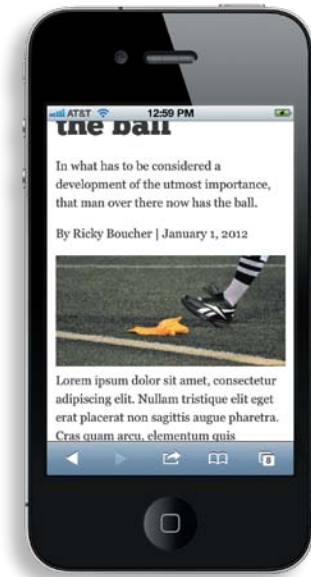 AT&T 12:59 PM
the ball
In what has to be considered a
development of the utmost importance,
that man over there now has the ball.
By Ricky Boucher | January 1, 2012
Lorem ipsum dolor sit amet, consectetur
adipiscing elit. Nullam tristique elit eget
erat placerat non sagittis augue pharetra.
Cras quam arcu, elementum quis
8